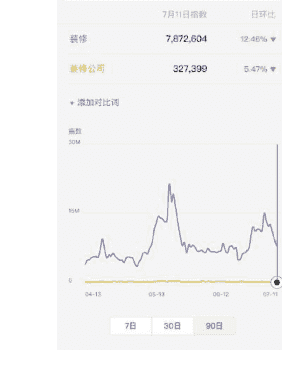 7月11日指数 日环比
装修 7,872,604 12.46% ▼
装修公司 327,399 5.47% ▼
▼ 添加对比词
指数
30M
15M
0
04-13 05-13 06-12 07-11
7日 30日 90日